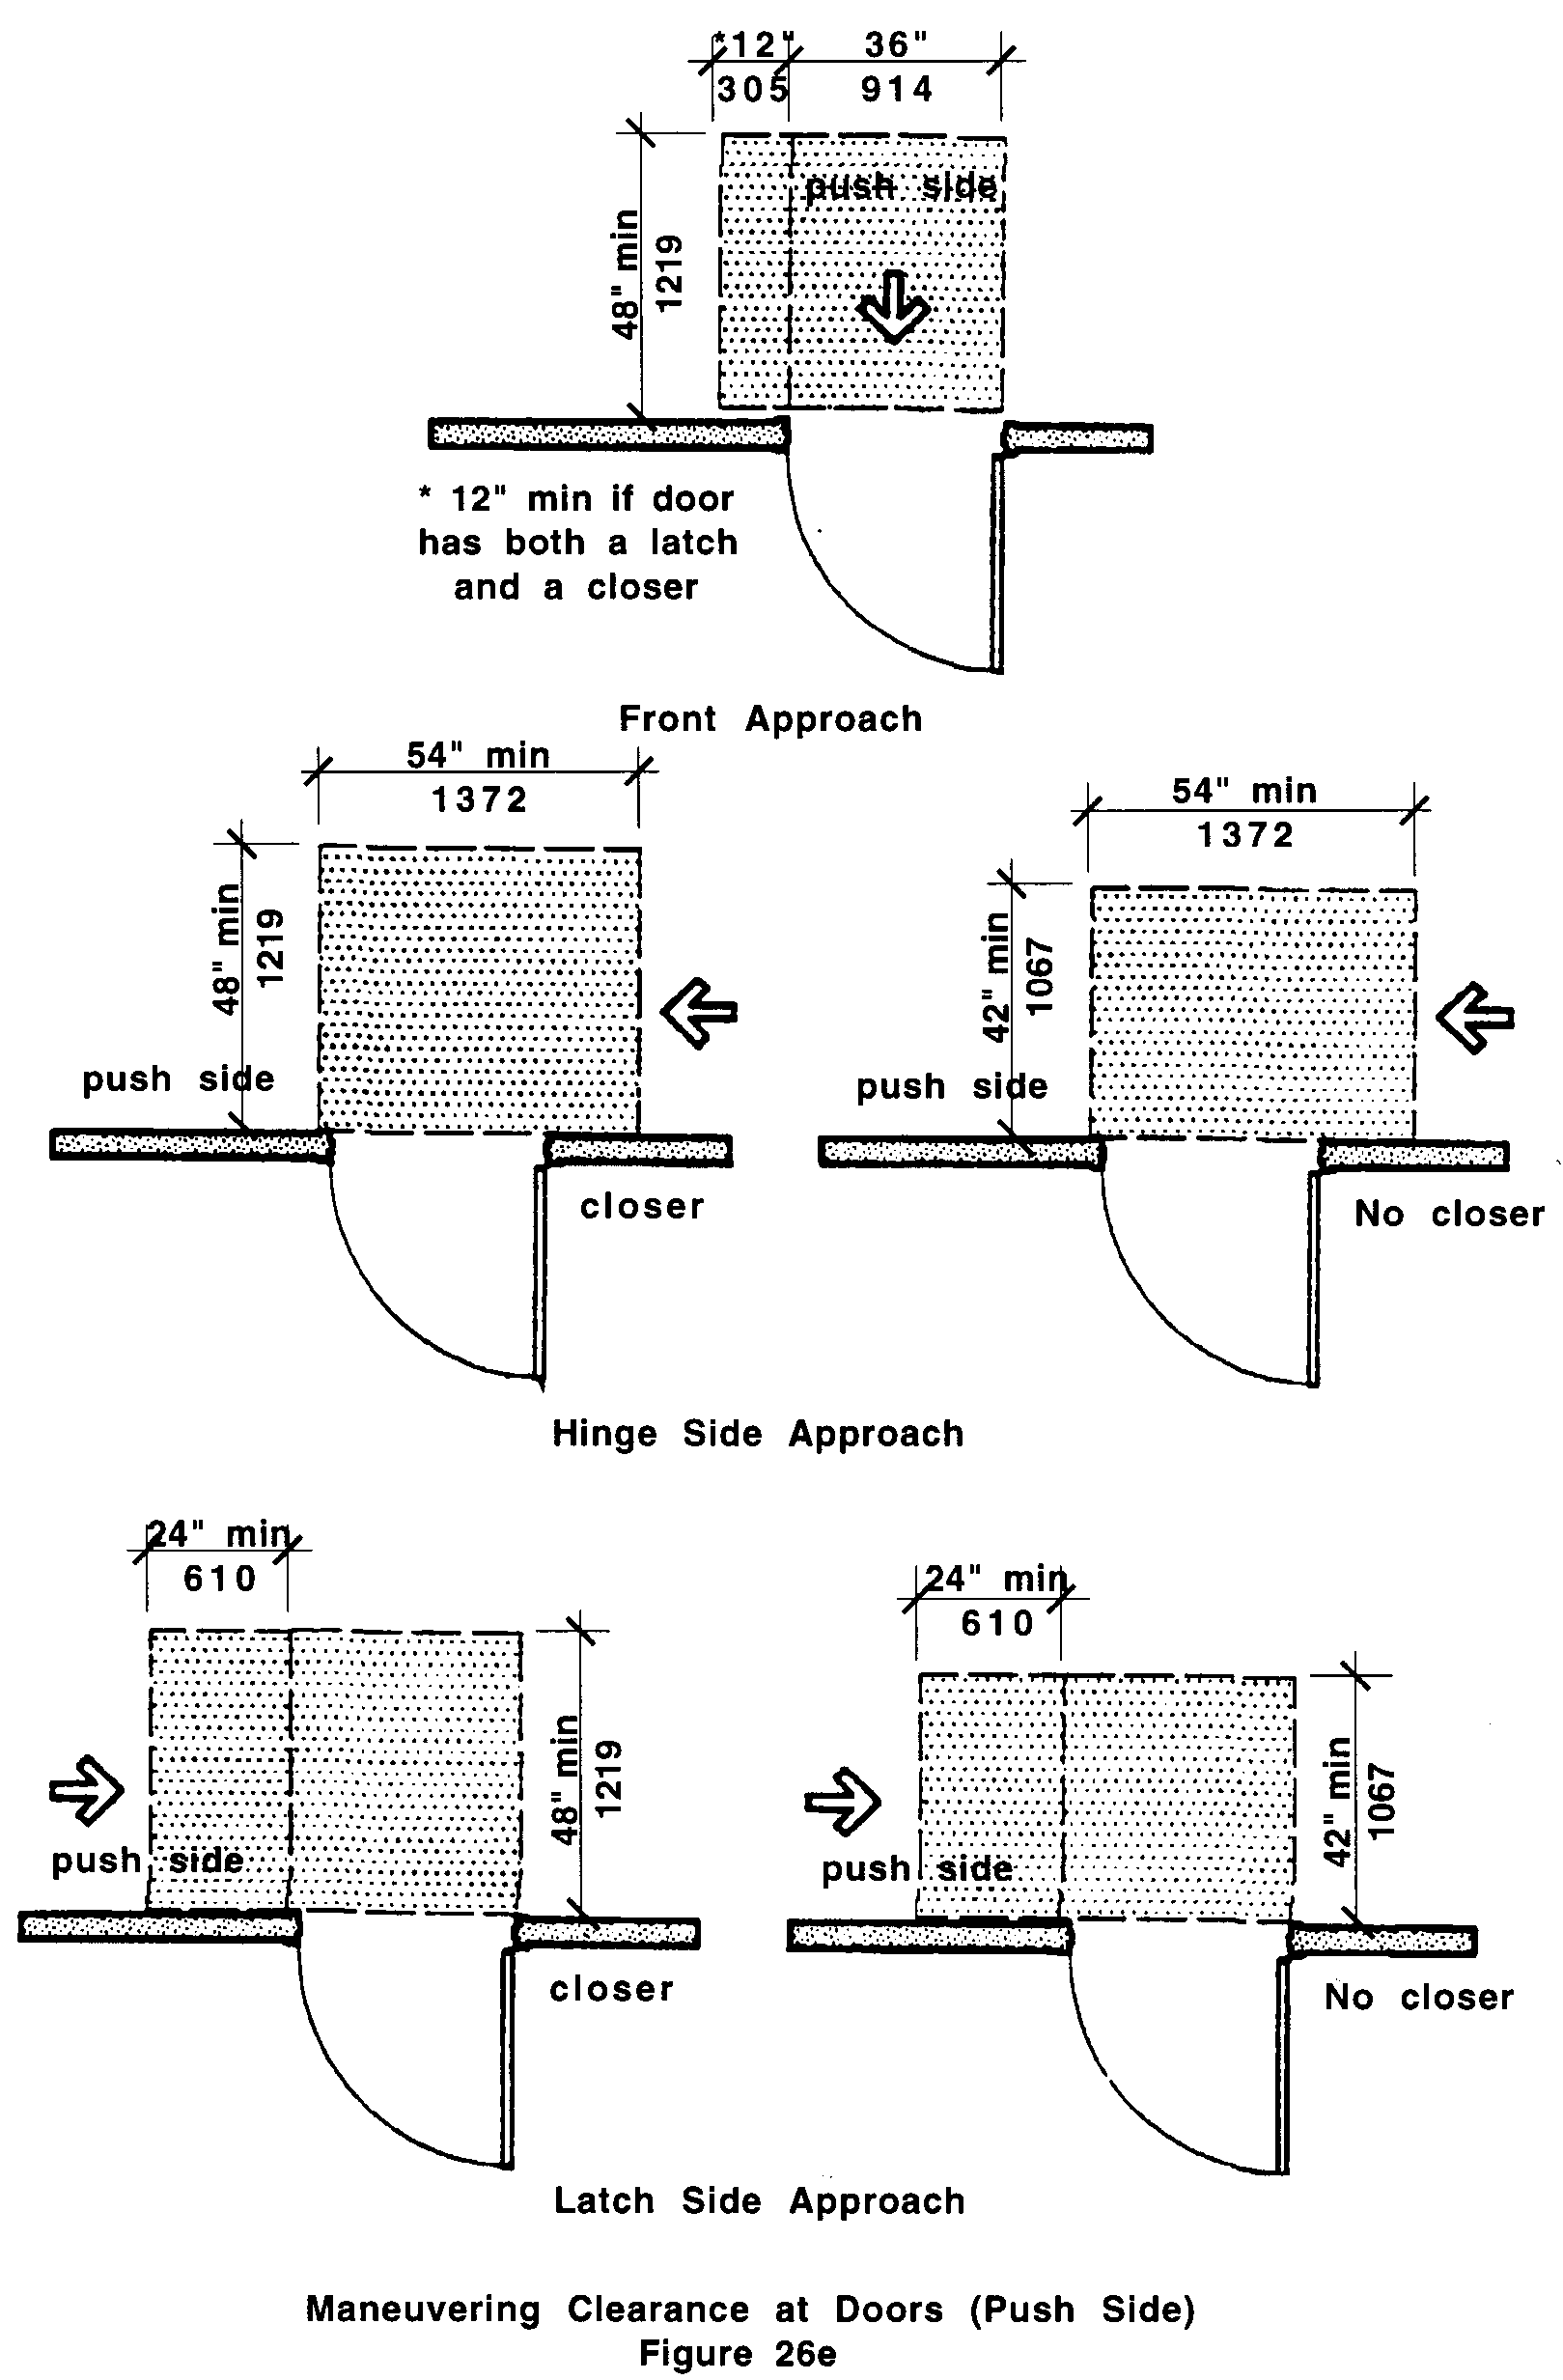 *12" 36"
305 914
push side
48" min
1219
* 12" min if door
has both a latch
and a closer
Front Approach
54" min
1372
48" min
1219
push side
closer
54" min
1372
42" min
1067
push side
No closer
Hinge Side Approach
24" min
610
48" min
1219
push side
closer
24" min
610
42" min
1067
push side
No closer
Latch Side Approach
Maneuvering Clearance at Doors (Push Side)
Figure 26e